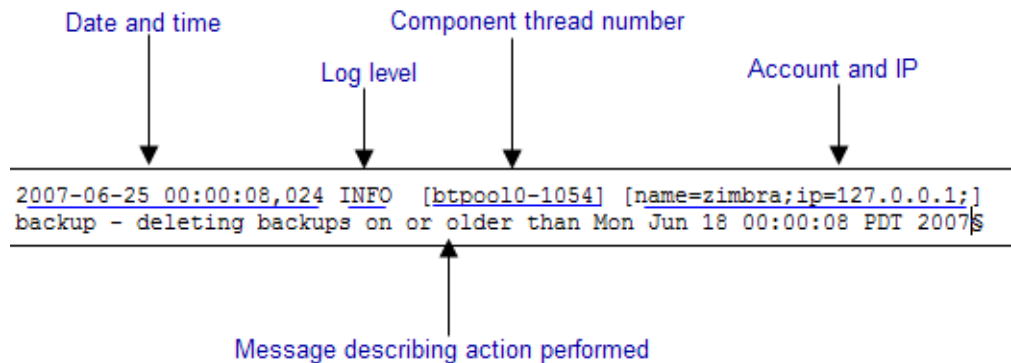 Date and time
Component thread number
Log level
Account and IP
2007-06-25 00:00:08,024 INFO [btpool0-1054] [name=zimbra;ip=127.0.0.1;]
backup - deleting backups on or older than Mon Jun 18 00:00:08 PDT 2007§
Message describing action performed